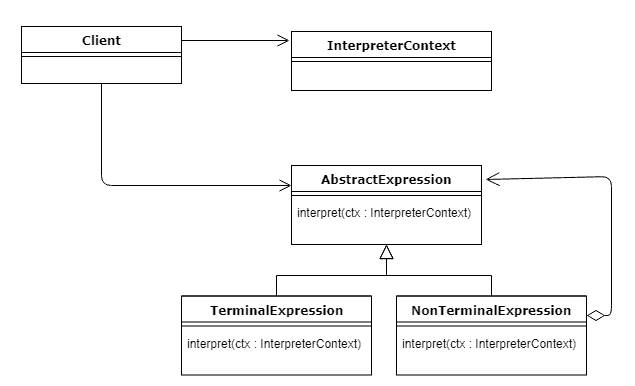 Client
InterpreterContext
AbstractExpression
interpret(ctx : InterpreterContext)
TerminalExpression
interpret(ctx : InterpreterContext)
NonTerminalExpression
interpret(ctx : InterpreterContext)